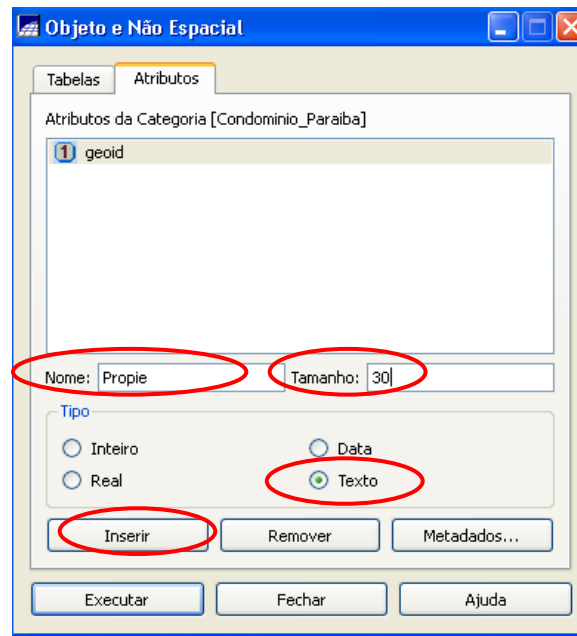 Objeto e Não Espacial
Tabelas Atributos
Atributos da Categoria [Condominio_Paraiba]
1 geoid
Nome: Propie Tamanho: 30
Tipo
Inteiro Data
Real Texto
Inserir Remover Metadados...
Executar Fechar Ajuda